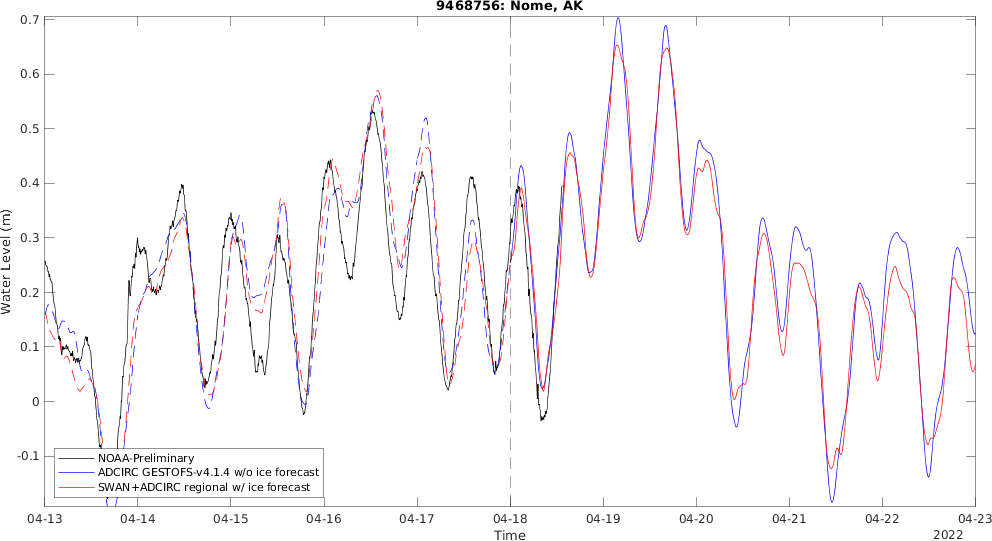 9468756: Nome, AK
Water Level (m)
0.7
0.6
0.5
0.4
0.3
0.2
0.1
0
-0.1
NOAA-Preliminary
ADCIRC GESTOFS-v4.1.4 w/o ice forecast
SWAN+ADCIRC regional w/ ice forecast
04-13 04-14 04-15 04-16 04-17 04-18 04-19 04-20 04-21 04-22 04-23
Time
2022